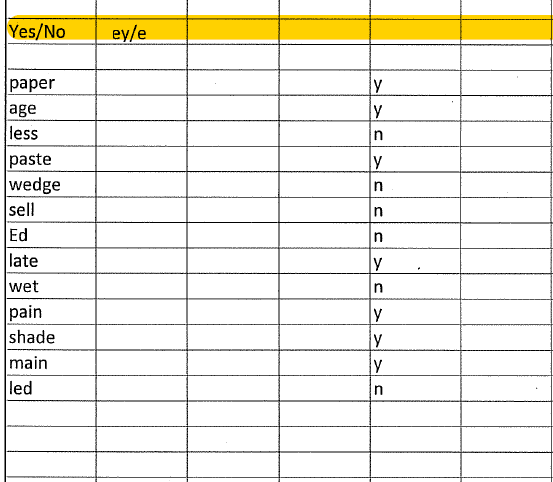 Yes/No ey/e
paper y
age y
less n
paste y
wedge n
sell n
Ed n
late y
wet n
pain y
shade y
main y
led n